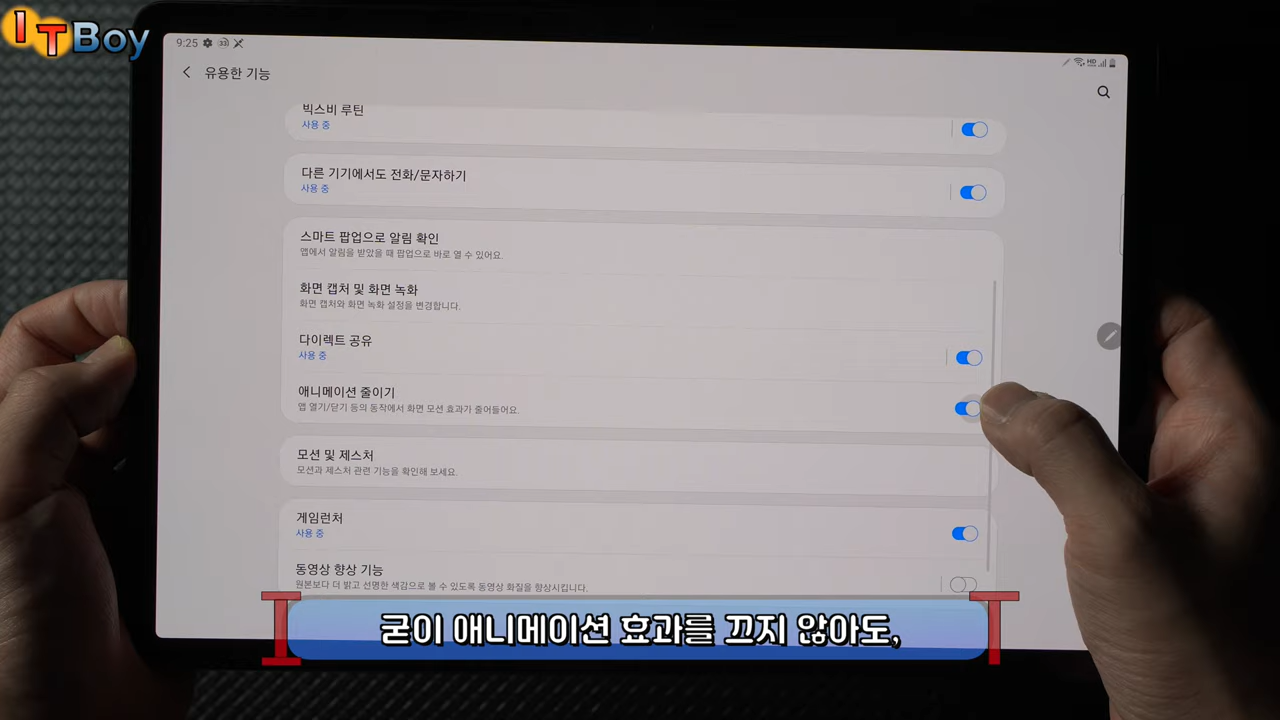 ITBoy
9:25
33
HD
유용한 기능
빅스비 루틴
사용 중
다른 기기에서도 전화/문자하기
사용 중
스마트 팝업으로 알림 확인
앱에서 알림을 받았을 때 팝업으로 바로 열 수 있어요.
화면 캡처 및 화면 녹화
화면 캡처와 화면 녹화 설정을 변경합니다.
다이렉트 공유
사용 중
애니메이션 줄이기
앱 열기/닫기 등의 동작에서 화면 모션 효과가 줄어들어요.
모션 및 제스처
모션과 제스처 관련 기능을 확인해 보세요.
게임런처
사용 중
동영상 향상 기능
원본보다 더 밝고 선명한 색감으로 볼 수 있도록 동영상 화질을 향상시킵니다.
굳이 애니메이션 효과를 끄지 않아도,